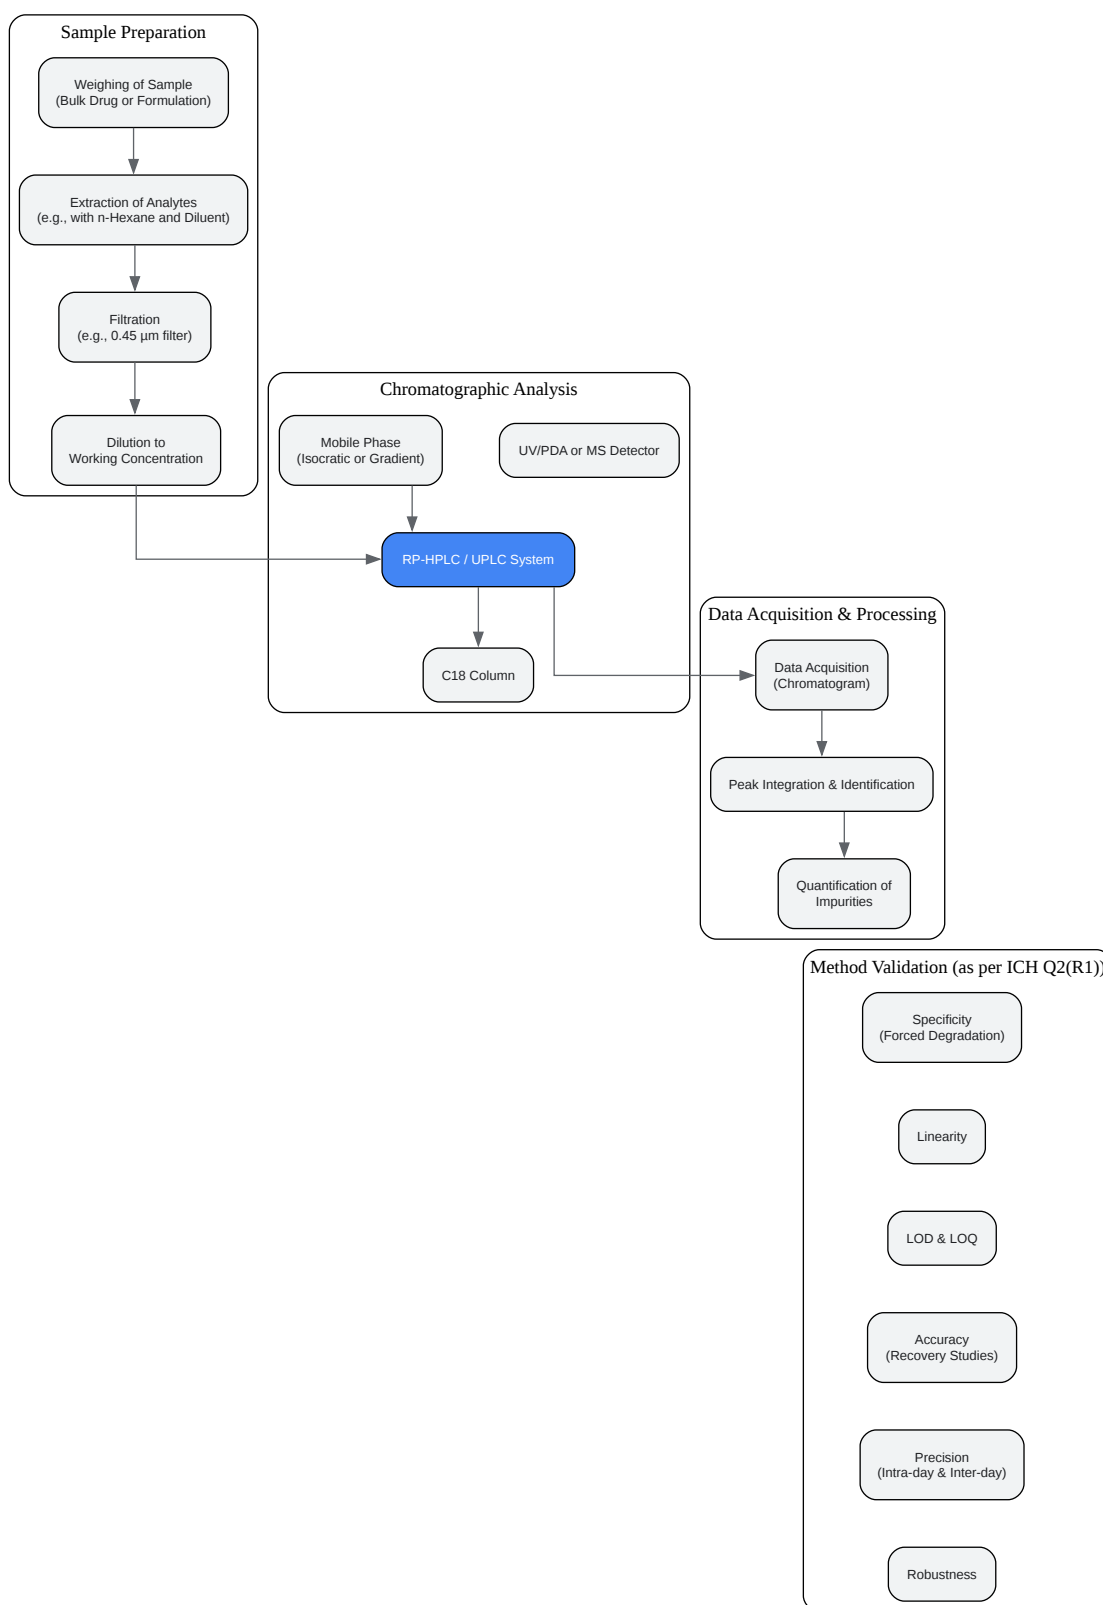 Sample Preparation
Weighing of Sample
(Bulk Drug or Formulation)
Extraction of Analytes
(e.g., with n-Hexane and Diluent)
Filtration
(e.g., 0.45 µm filter)
Dilution to
Working Concentration
Chromatographic Analysis
Mobile Phase
(Isocratic or Gradient)
UV/PDA or MS Detector
RP-HPLC / UPLC System
C18 Column
Data Acquisition & Processing
Data Acquisition
(Chromatogram)
Peak Integration & Identification
Quantification of
Impurities
Method Validation (as per ICH Q2(R1))
Specificity
(Forced Degradation)
Linearity
LOD & LOQ
Accuracy
(Recovery Studies)
Precision
(Intra-day & Inter-day)
Robustness